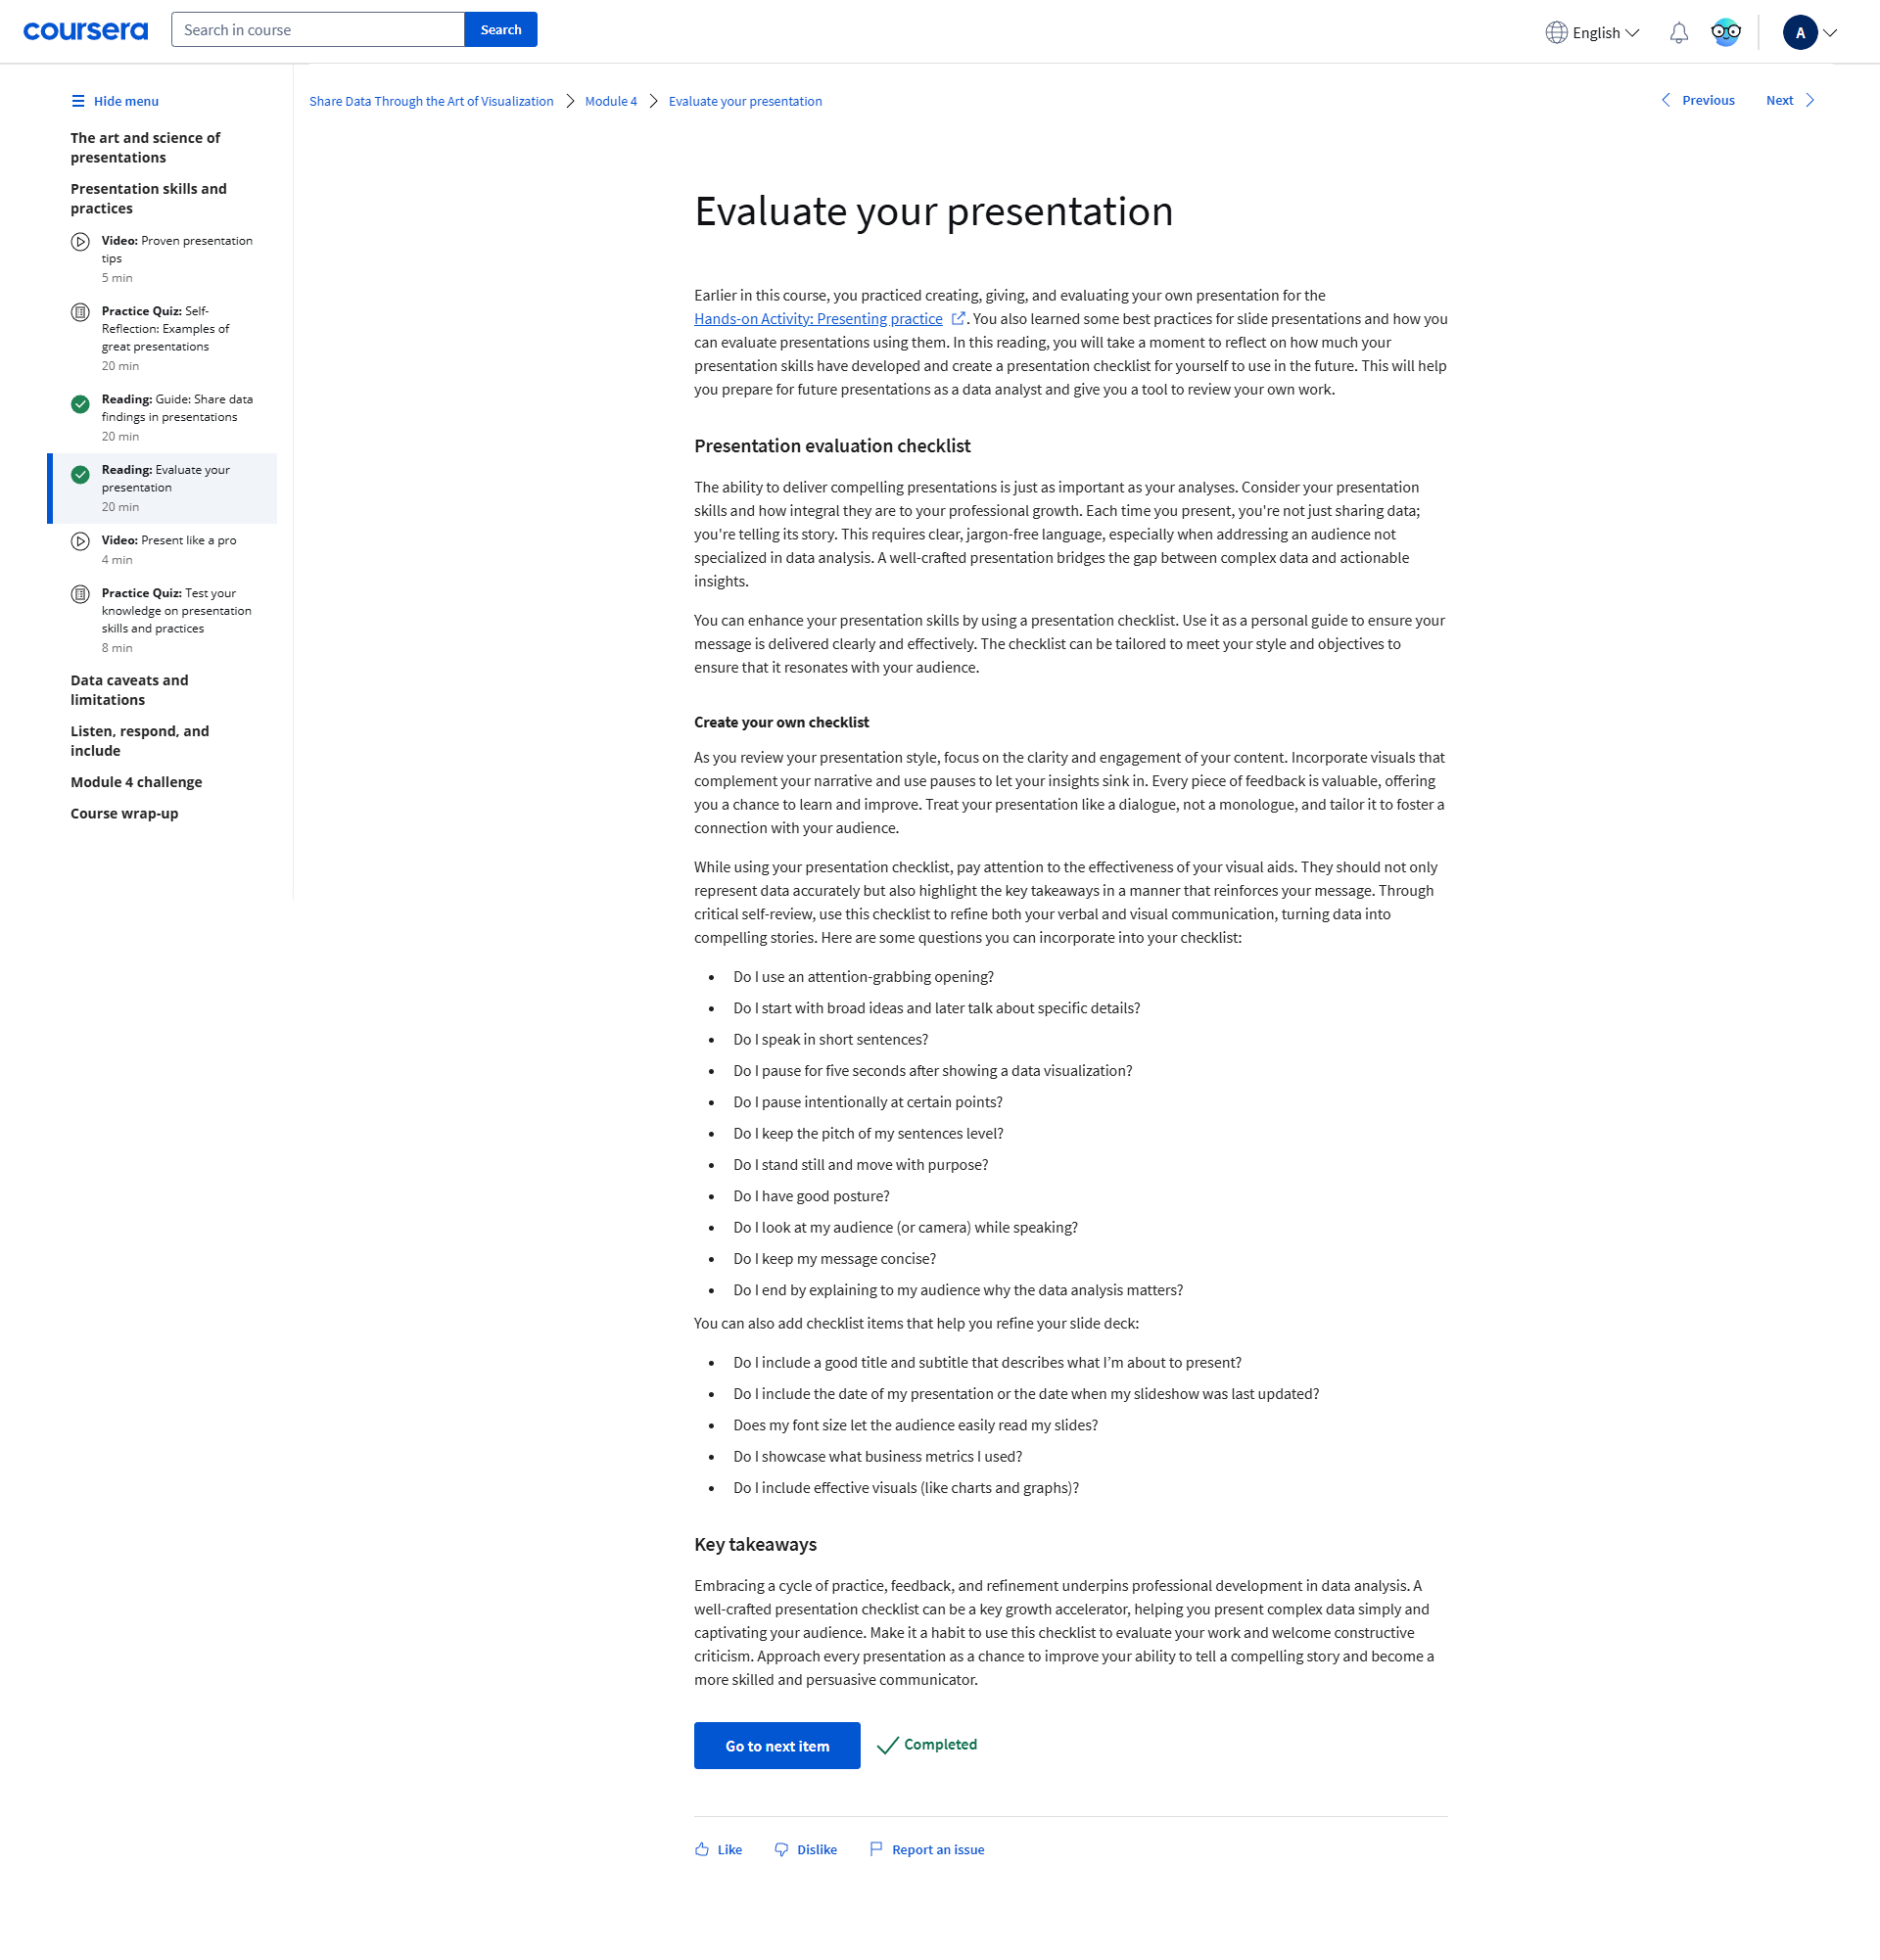 coursera
Search in course
Search
English
A
Hide menu
The art and science of
presentations
Presentation skills and
practices
Video: Proven presentation
tips
5 min
Practice Quiz: Self-
Reflection: Examples of
great presentations
20 min
Reading: Guide: Share data
findings in presentations
20 min
Reading: Evaluate your
presentation
20 min
Video: Present like a pro
4 min
Practice Quiz: Test your
knowledge on presentation
skills and practices
8 min
Data caveats and
limitations
Listen, respond, and
include
Module 4 challenge
Course wrap-up
Share Data Through the Art of Visualization
Module 4
Evaluate your presentation
Previous
Next
Evaluate your presentation
Earlier in this course, you practiced creating, giving, and evaluating your own presentation for the
Hands-on Activity: Presenting practice . You also learned some best practices for slide presentations and how you
can evaluate presentations using them. In this reading, you will take a moment to reflect on how much your
presentation skills have developed and create a presentation checklist for yourself to use in the future. This will help
you prepare for future presentations as a data analyst and give you a tool to review your own work.
Presentation evaluation checklist
The ability to deliver compelling presentations is just as important as your analyses. Consider your presentation
skills and how integral they are to your professional growth. Each time you present, you're not just sharing data;
you're telling its story. This requires clear, jargon-free language, especially when addressing an audience not
specialized in data analysis. A well-crafted presentation bridges the gap between complex data and actionable
insights.
You can enhance your presentation skills by using a presentation checklist. Use it as a personal guide to ensure your
message is delivered clearly and effectively. The checklist can be tailored to meet your style and objectives to
ensure that it resonates with your audience.
Create your own checklist
As you review your presentation style, focus on the clarity and engagement of your content. Incorporate visuals that
complement your narrative and use pauses to let your insights sink in. Every piece of feedback is valuable, offering
you a chance to learn and improve. Treat your presentation like a dialogue, not a monologue, and tailor it to foster a
connection with your audience.
While using your presentation checklist, pay attention to the effectiveness of your visual aids. They should not only
represent data accurately but also highlight the key takeaways in a manner that reinforces your message. Through
critical self-review, use this checklist to refine both your verbal and visual communication, turning data into
compelling stories. Here are some questions you can incorporate into your checklist:
• Do I use an attention-grabbing opening?
• Do I start with broad ideas and later talk about specific details?
• Do I speak in short sentences?
• Do I pause for five seconds after showing a data visualization?
• Do I pause intentionally at certain points?
• Do I keep the pitch of my sentences level?
• Do I stand still and move with purpose?
• Do I have good posture?
• Do I look at my audience (or camera) while speaking?
• Do I keep my message concise?
• Do I end by explaining to my audience why the data analysis matters?
You can also add checklist items that help you refine your slide deck:
• Do I include a good title and subtitle that describes what I’m about to present?
• Do I include the date of my presentation or the date when my slideshow was last updated?
• Does my font size let the audience easily read my slides?
• Do I showcase what business metrics I used?
• Do I include effective visuals (like charts and graphs)?
Key takeaways
Embracing a cycle of practice, feedback, and refinement underpins professional development in data analysis. A
well-crafted presentation checklist can be a key growth accelerator, helping you present complex data simply and
captivating your audience. Make it a habit to use this checklist to evaluate your work and welcome constructive
criticism. Approach every presentation as a chance to improve your ability to tell a compelling story and become a
more skilled and persuasive communicator.
Go to next item
Completed
Like
Dislike
Report an issue